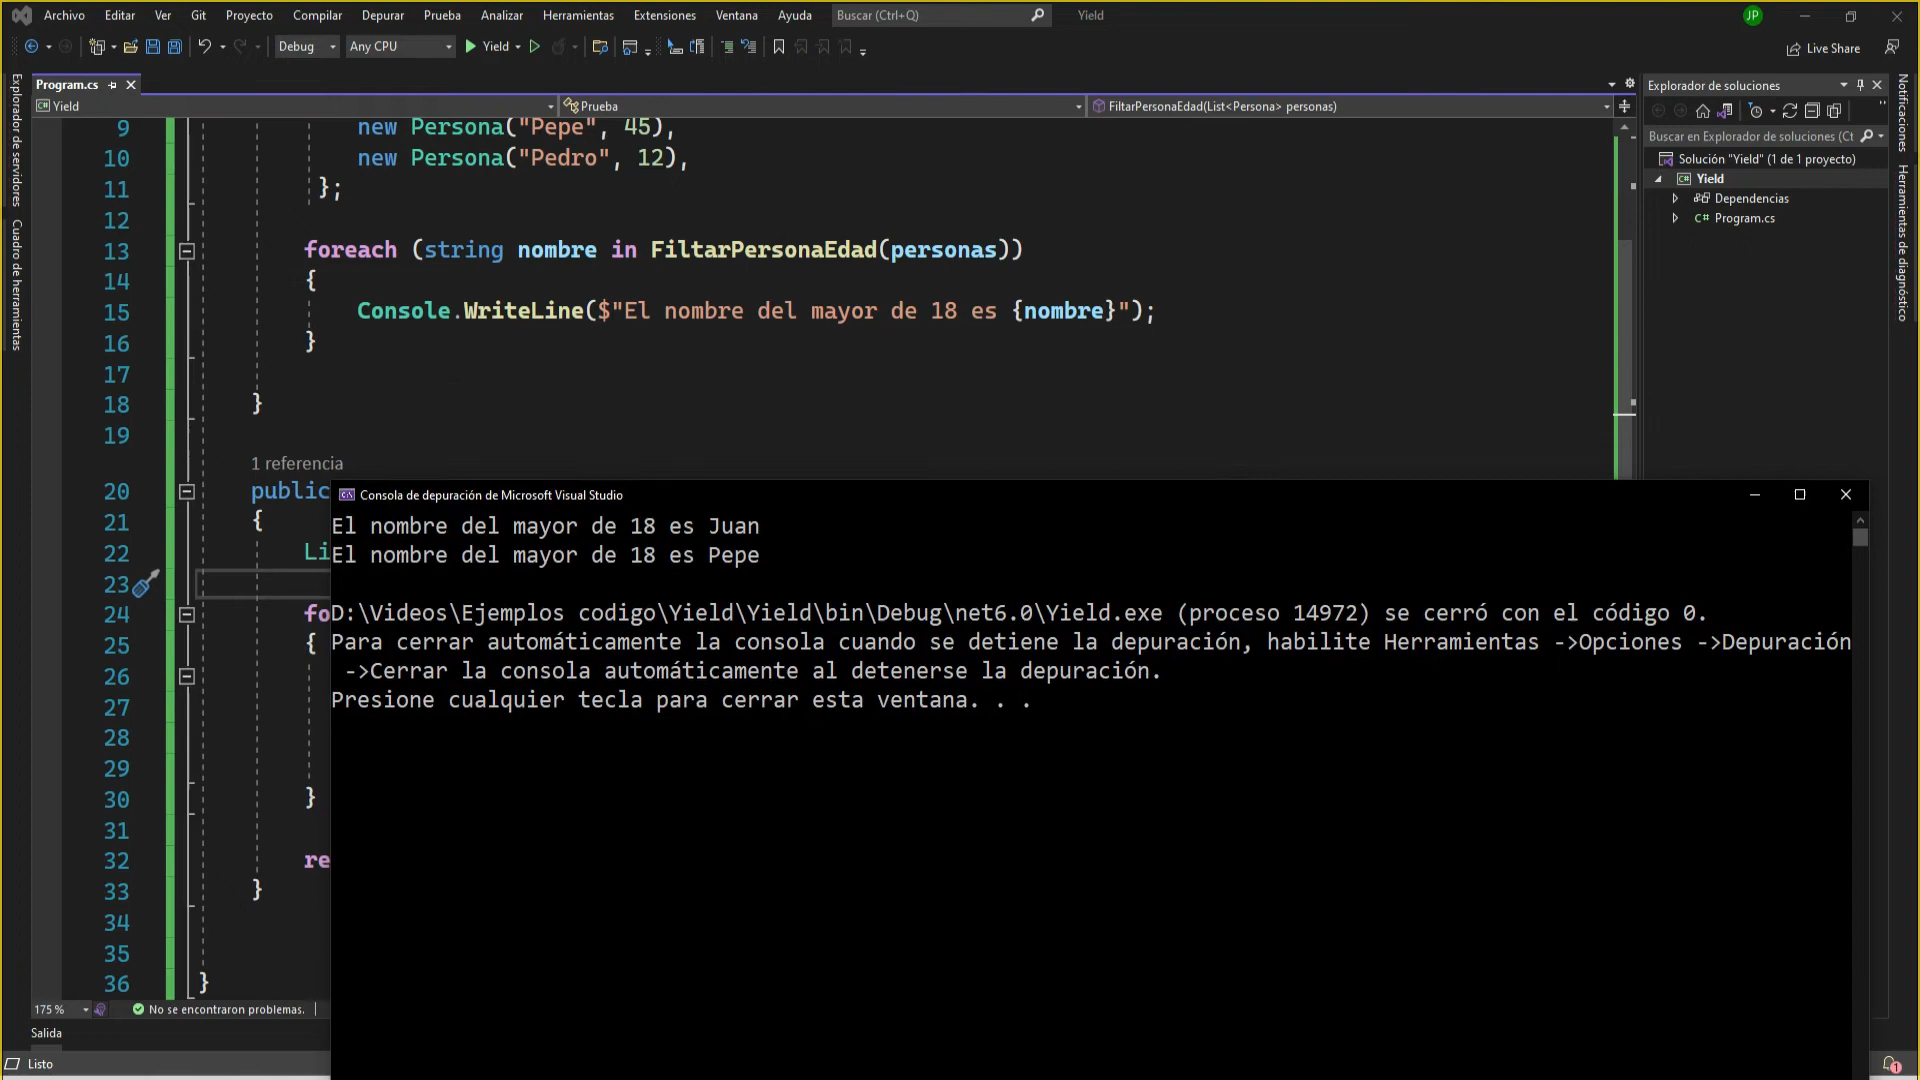 Archivo Editar Ver Git Proyecto Compilar Depurar Prueba Analizar Herramientas Extensiones Ventana Ayuda Buscar (Ctrl+Q) Yield JP
Debug Any CPU Yield Live Share
Program.cs
Yield Prueba FiltarPersonaEdad(List<Persona> personas)
Explorador de servidores
Cuadro de herramientas
9 new Persona("Pepe", 45),
10 new Persona("Pedro", 12),
11 };
12
13 foreach (string nombre in FiltarPersonaEdad(personas))
14 {
15 Console.WriteLine($"El nombre del mayor de 18 es {nombre}");
16 }
17
18 }
19
1 referencia
20 public
21 {
22 Li
23
24 fo
25 {
26
27
28
29
30 }
31
32 re
33 }
34
35
36 }
Consola de depuración de Microsoft Visual Studio
El nombre del mayor de 18 es Juan
El nombre del mayor de 18 es Pepe
D:\Videos\Ejemplos codigo\Yield\Yield\bin\Debug\net6.0\Yield.exe (proceso 14972) se cerró con el código 0.
Para cerrar automáticamente la consola cuando se detiene la depuración, habilite Herramientas ->Opciones ->Depuración
->Cerrar la consola automáticamente al detenerse la depuración.
Presione cualquier tecla para cerrar esta ventana. . .
Explorador de soluciones
Buscar en Explorador de soluciones (Ct
Solución "Yield" (1 de 1 proyecto)
C# Yield
Dependencias
C# Program.cs
Notificaciones
Herramientas de diagnóstico
175 % No se encontraron problemas.
Salida
Listo
1